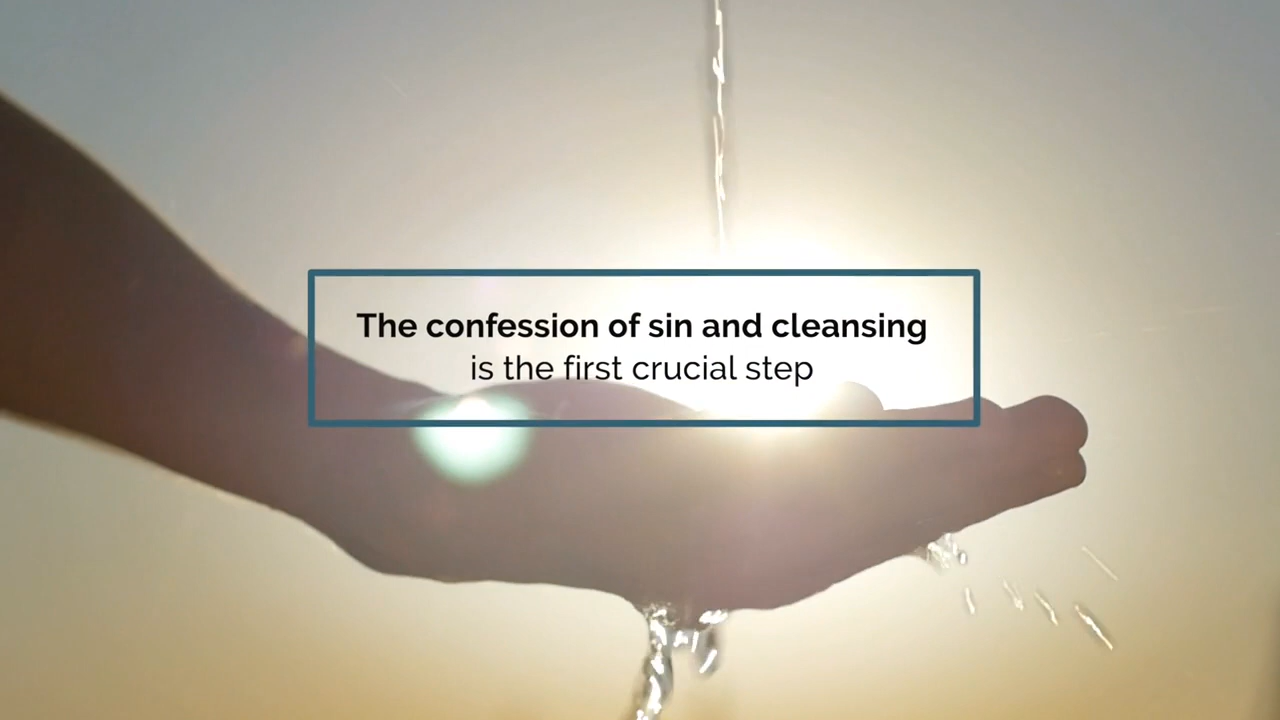 The confession of sin and cleansing
is the first crucial step